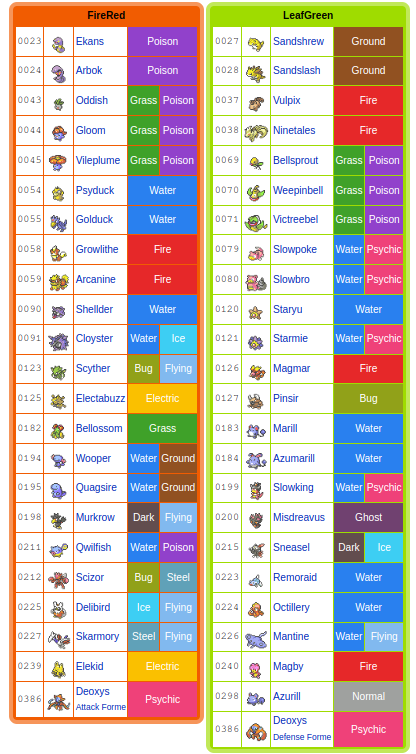 FireRed
0023 Ekans Poison
0024 Arbok Poison
0043 Oddish Grass Poison
0044 Gloom Grass Poison
0045 Vileplume Grass Poison
0054 Psyduck Water
0055 Golduck Water
0058 Growlithe Fire
0059 Arcanine Fire
0090 Shellder Water
0091 Cloyster Water Ice
0123 Scyther Bug Flying
0125 Electabuzz Electric
0182 Bellossom Grass
0194 Wooper Water Ground
0195 Quagsire Water Ground
0198 Murkrow Dark Flying
0211 Qwilfish Water Poison
0212 Scizor Bug Steel
0225 Delibird Ice Flying
0227 Skarmory Steel Flying
0239 Elekid Electric
0386 Deoxys Psychic
Attack Forme
LeafGreen
0027 Sandshrew Ground
0028 Sandslash Ground
0037 Vulpix Fire
0038 Ninetales Fire
0069 Bellsprout Grass Poison
0070 Weepinbell Grass Poison
0071 Victreebel Grass Poison
0079 Slowpoke Water Psychic
0080 Slowbro Water Psychic
0120 Staryu Water
0121 Starmie Water Psychic
0126 Magmar Fire
0127 Pinsir Bug
0183 Marill Water
0184 Azumarill Water
0199 Slowking Water Psychic
0200 Misdreavus Ghost
0215 Sneasel Dark Ice
0223 Remoraid Water
0224 Octillery Water
0226 Mantine Water Flying
0240 Magby Fire
0298 Azurill Normal
0386 Deoxys Psychic
Defense Forme